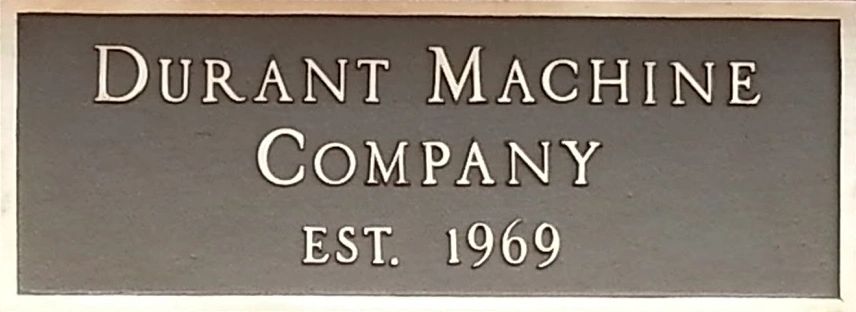 Durant Machine
Company
Est. 1969